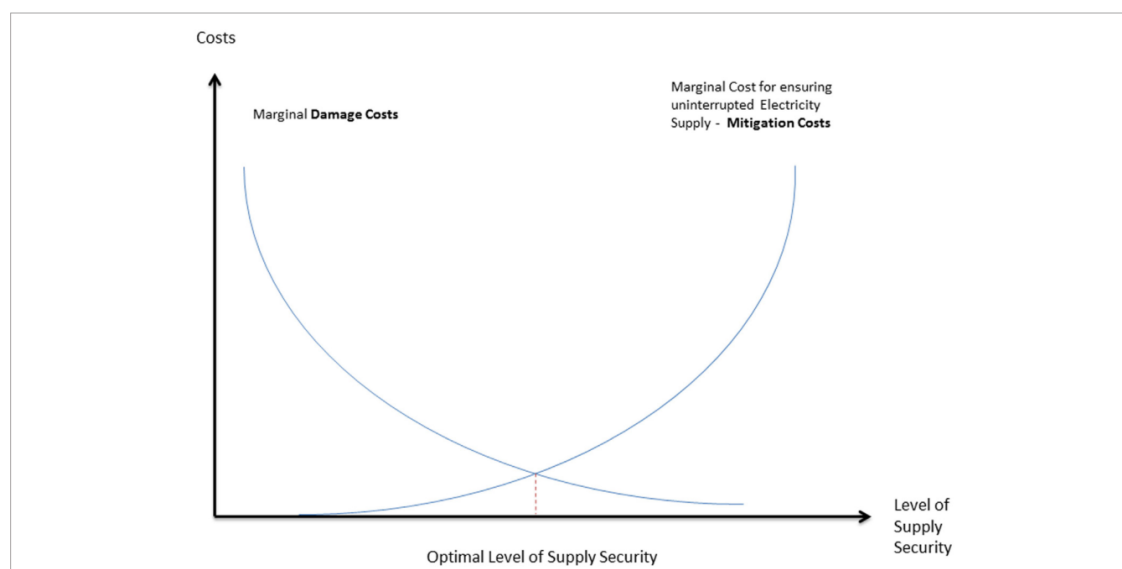 Costs
Marginal Damage Costs
Marginal Cost for ensuring
uninterrupted Electricity
Supply - Mitigation Costs
Level of
Supply
Security
Optimal Level of Supply Security